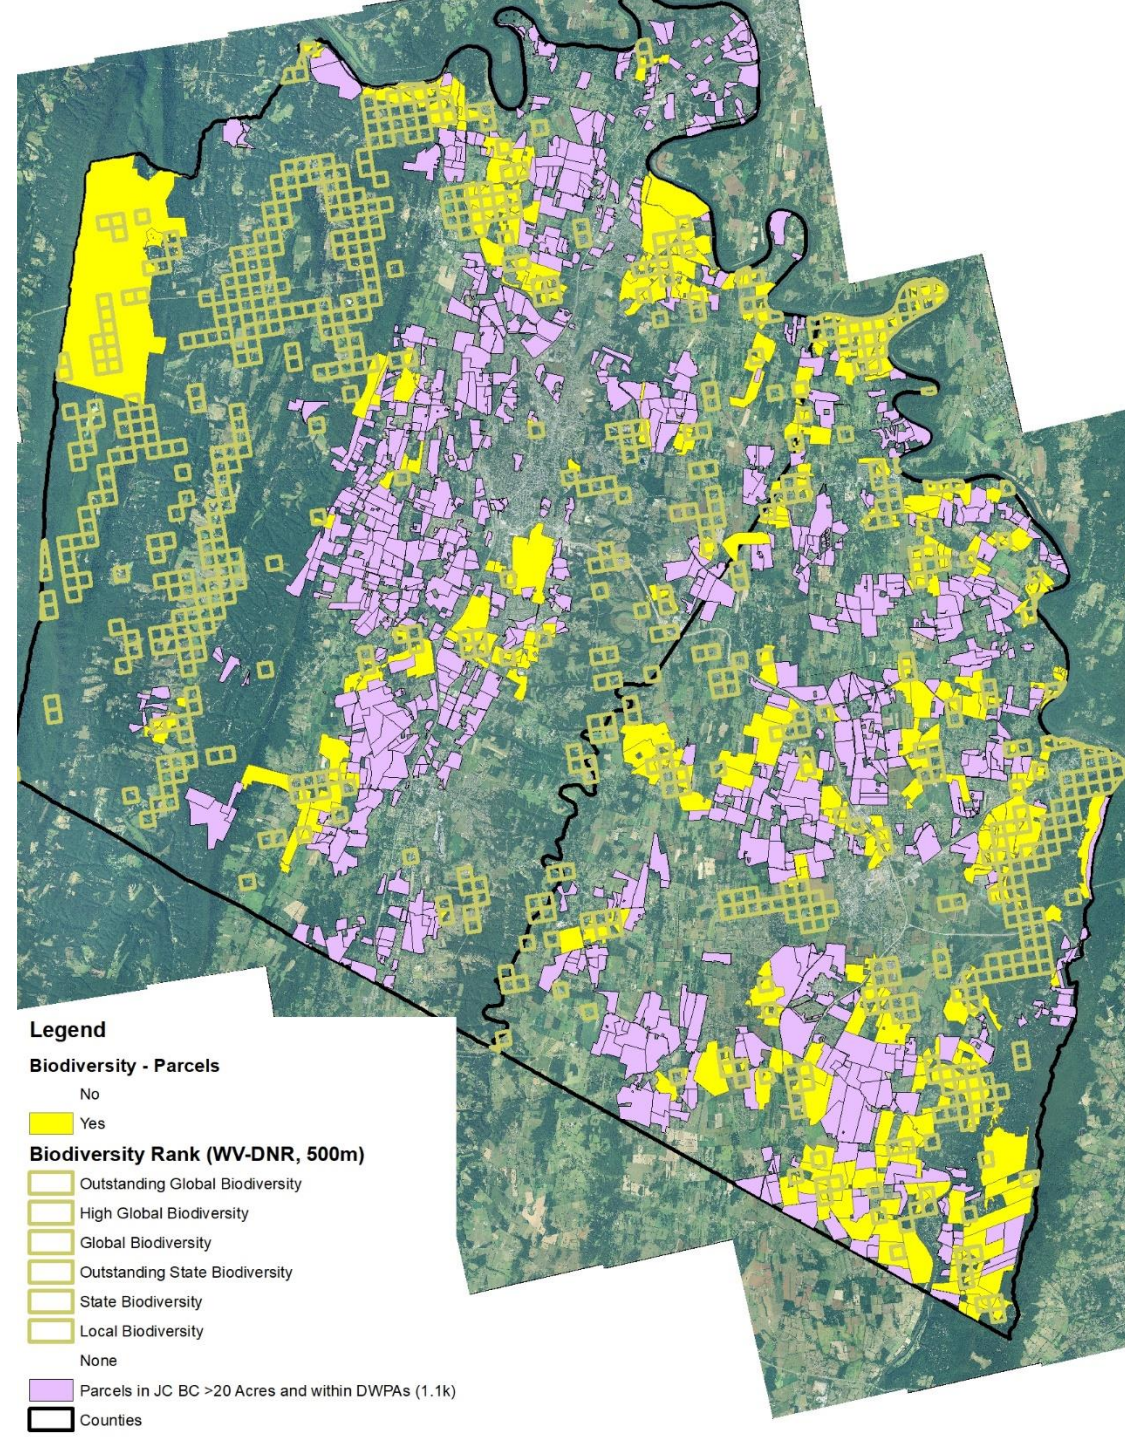 Legend
Biodiversity - Parcels
No
Yes
Biodiversity Rank (WV-DNR, 500m)
Outstanding Global Biodiversity
High Global Biodiversity
Global Biodiversity
Outstanding State Biodiversity
State Biodiversity
Local Biodiversity
None
Parcels in JC BC >20 Acres and within DWPAs (1.1k)
Counties